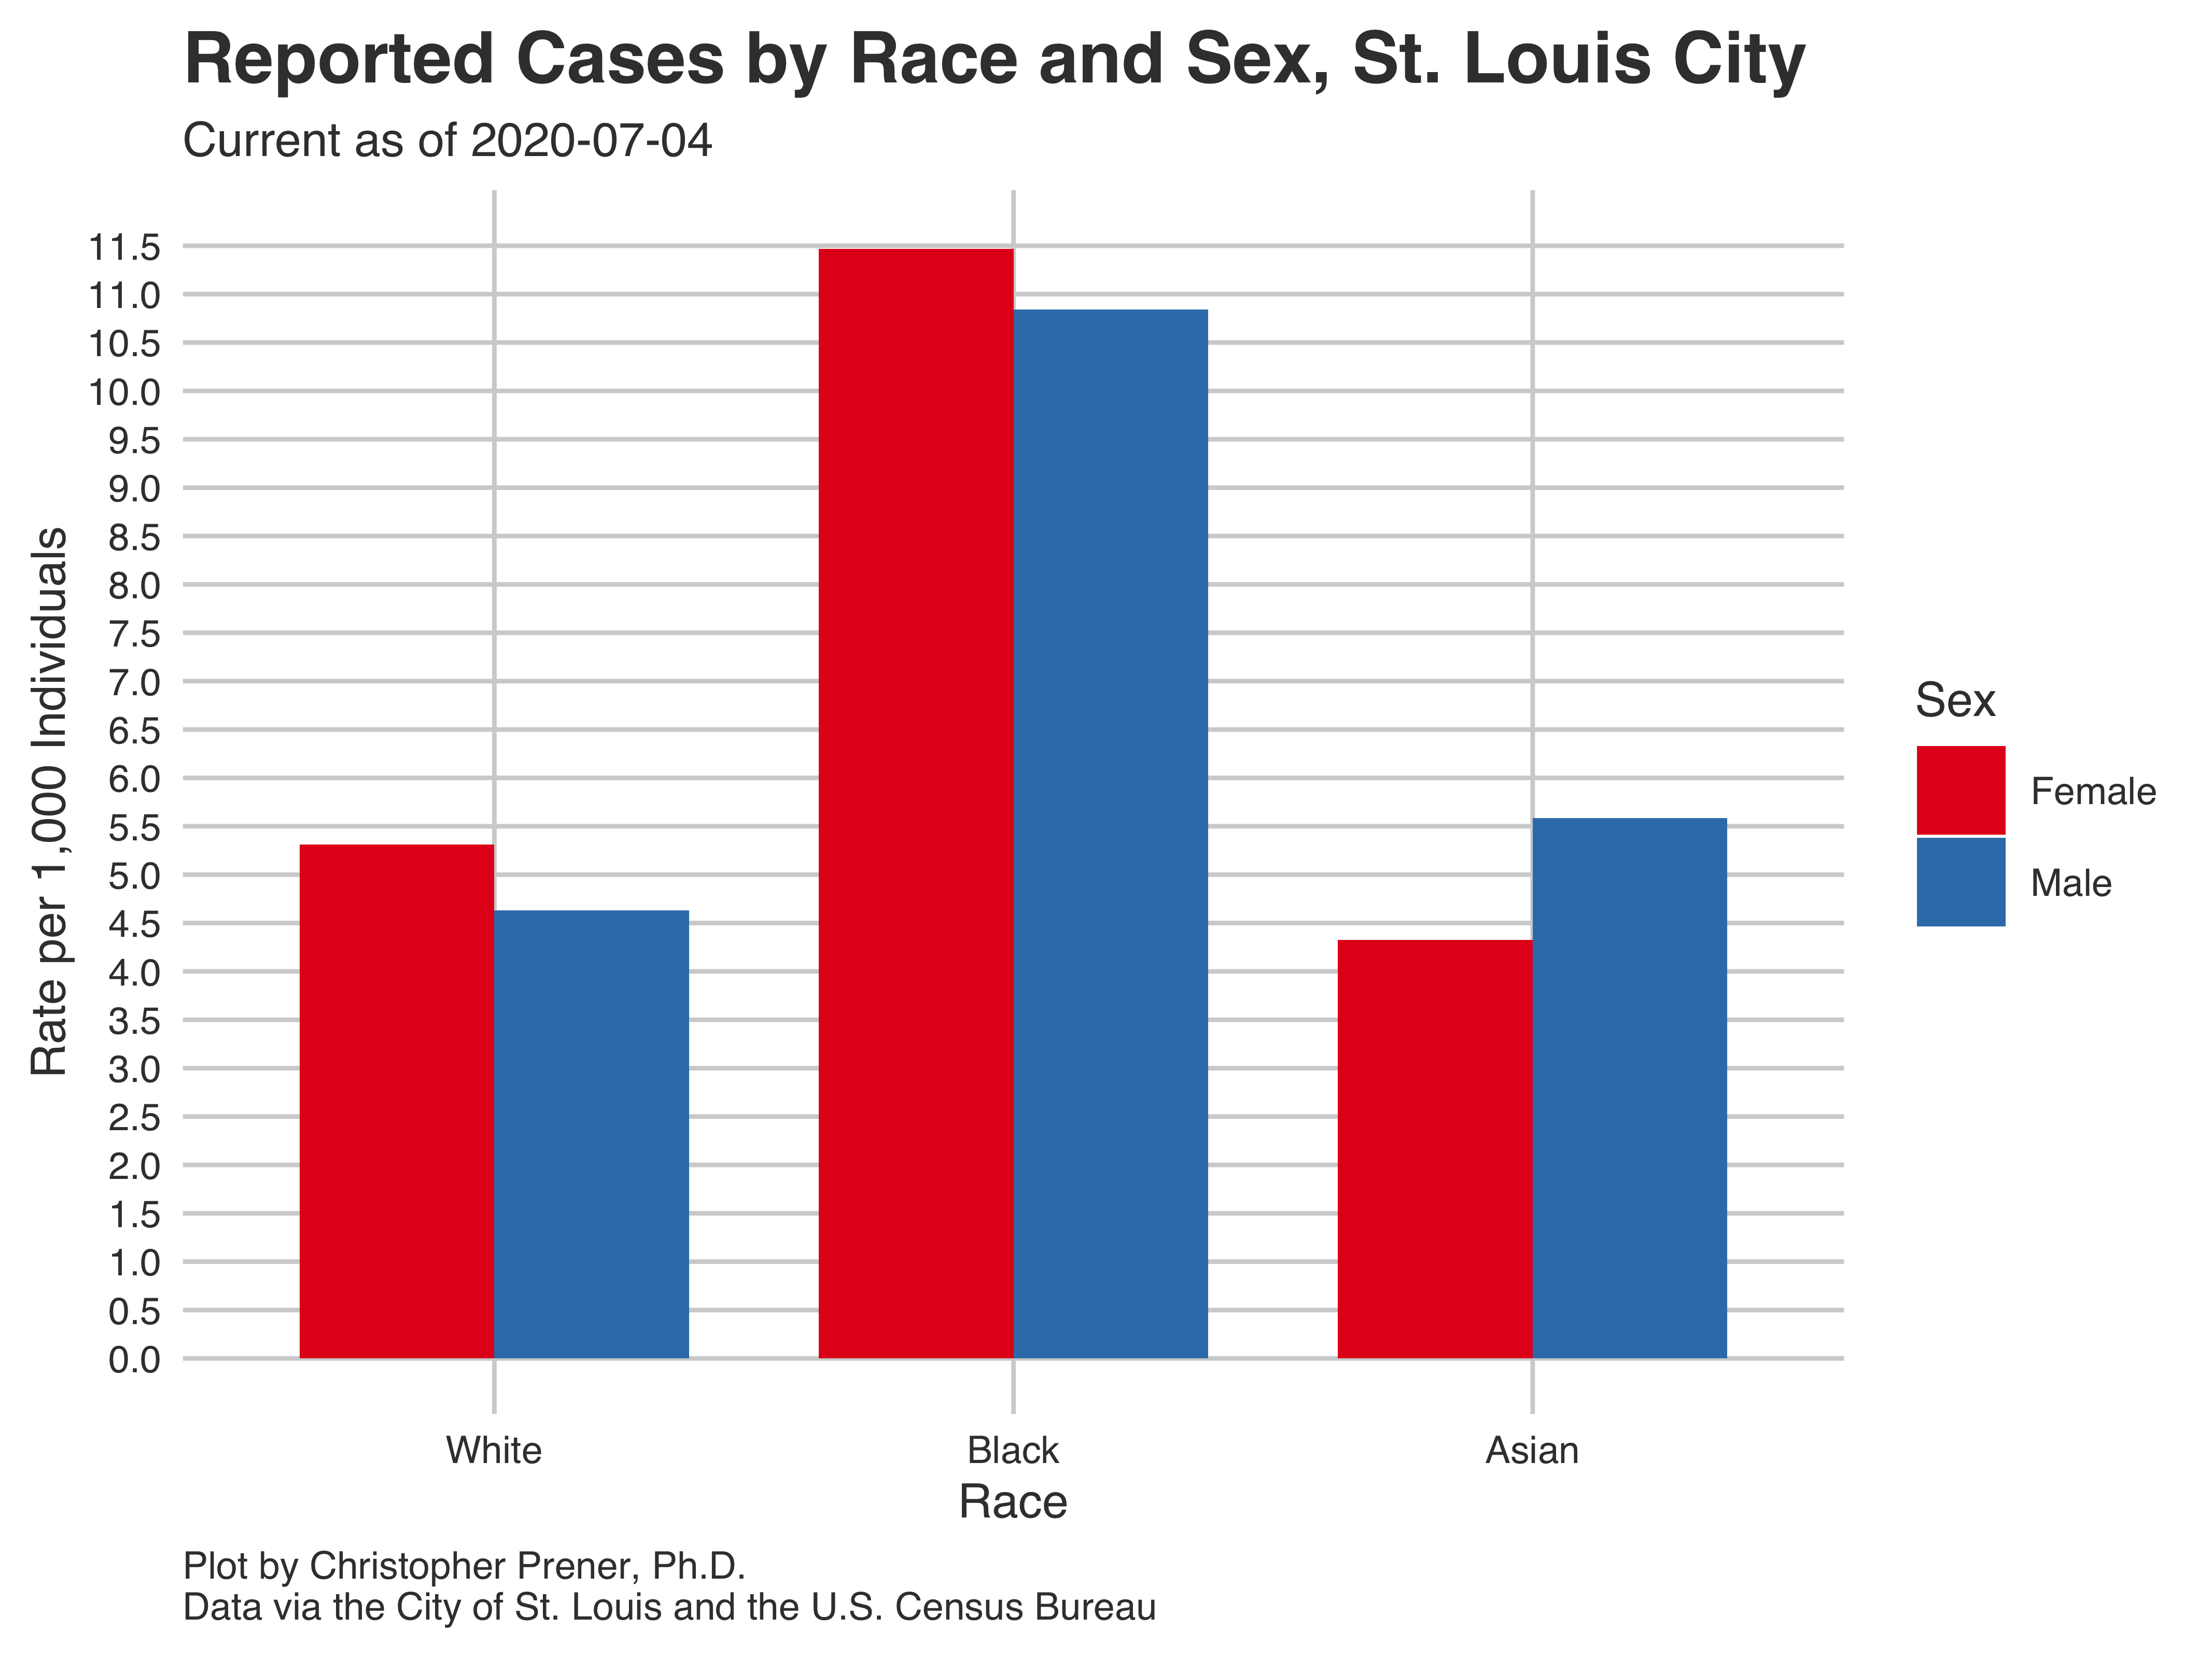 Reported Cases by Race and Sex, St. Louis City
Current as of 2020-07-04
Rate per 1,000 Individuals
11.5
11.0
10.5
10.0
9.5
9.0
8.5
8.0
7.5
7.0
6.5
6.0
5.5
5.0
4.5
4.0
3.5
3.0
2.5
2.0
1.5
1.0
0.5
0.0
White
Black
Asian
Race
Sex
Female
Male
Plot by Christopher Prener, Ph.D.
Data via the City of St. Louis and the U.S. Census Bureau